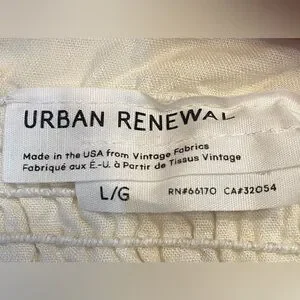 URBAN RENEWAL
Made in the USA from Vintage Fabrics
Fabriqué aux É.-U. à Partir de Tissus Vintage
L/G RN#66170 CA#32054